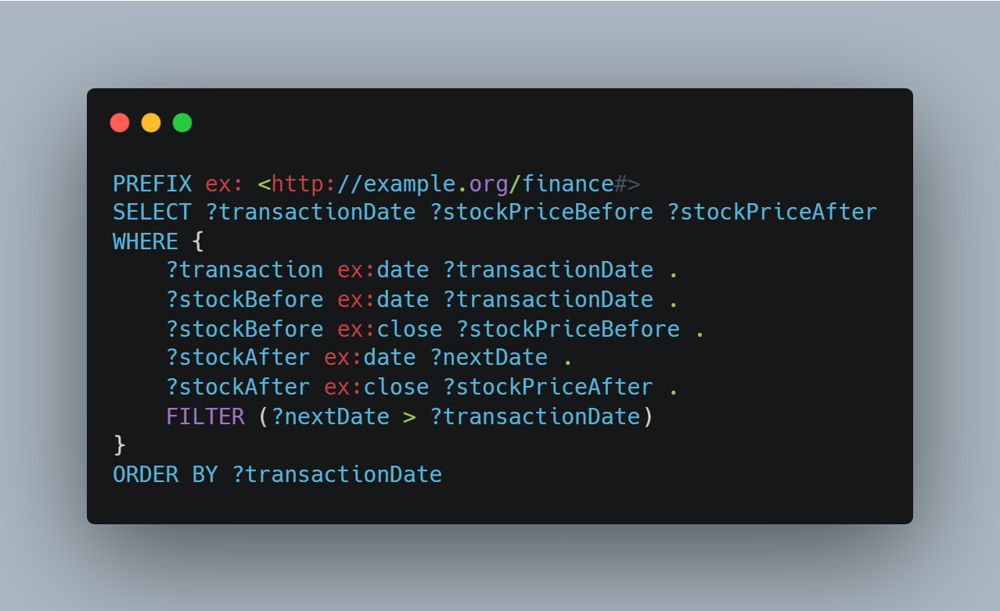 PREFIX ex: <http://example.org/finance#>
SELECT ?transactionDate ?stockPriceBefore ?stockPriceAfter
WHERE {
    ?transaction ex:date ?transactionDate .
    ?stockBefore ex:date ?transactionDate .
    ?stockBefore ex:close ?stockPriceBefore .
    ?stockAfter ex:date ?nextDate .
    ?stockAfter ex:close ?stockPriceAfter .
    FILTER (?nextDate > ?transactionDate)
}
ORDER BY ?transactionDate